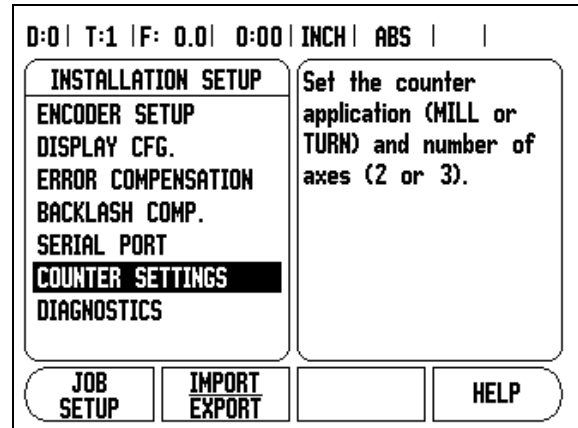 D:0 | T:1 | F: 0.0 | 0:00 | INCH | ABS | |
INSTALLATION SETUP
ENCODER SETUP
DISPLAY CFG.
ERROR COMPENSATION
BACKLASH COMP.
SERIAL PORT
COUNTER SETTINGS
DIAGNOSTICS
Set the counter
application (MILL or
TURN) and number of
axes (2 or 3).
JOB
SETUP
IMPORT
EXPORT
HELP